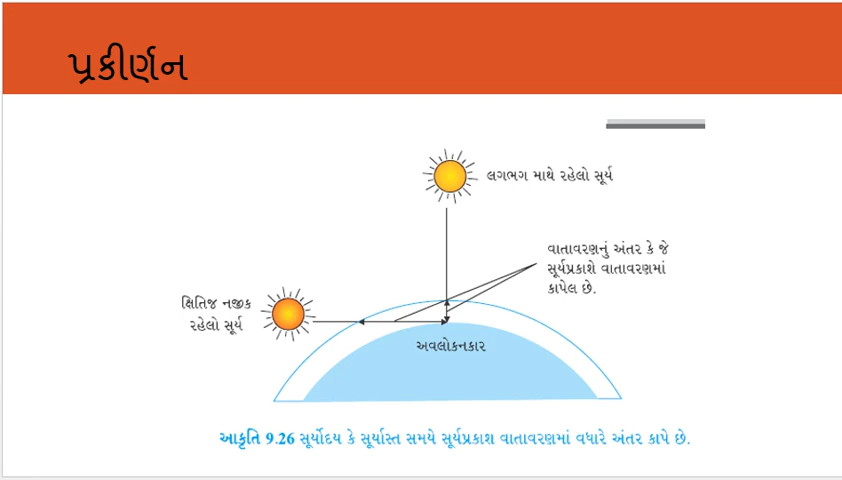 પ્રકીર્ણન
લગભગ માથે રહેલો સૂર્ય
વાતાવરણનું અંતર કે જે
સૂર્યપ્રકાશે વાતાવરણમાં
કાપેલ છે.
ક્ષિતિજ નજીક
રહેલો સૂર્ય
અવલોકનકાર
આકૃતિ 9.26 સૂર્યોદય કે સૂર્યાસ્ત સમયે સૂર્યપ્રકાશ વાતાવરણમાં વધારે અંતર કાપે છે.